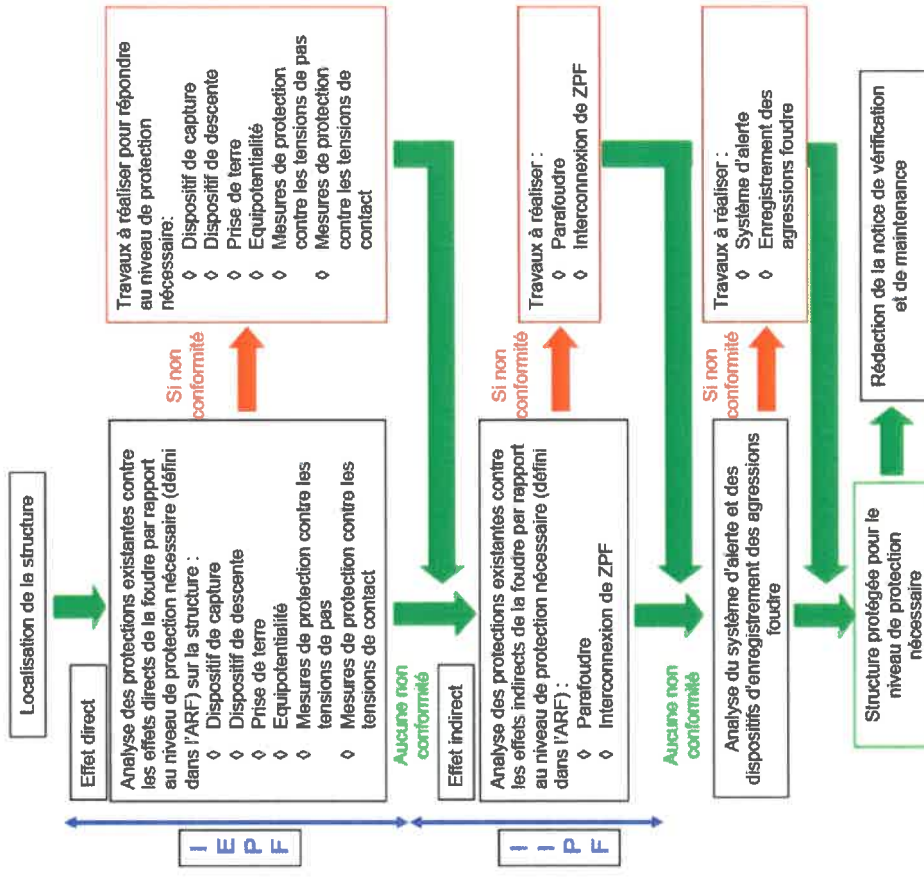 Localisation de la structure
Effet direct
Analyse des protections existantes contre
les effets directs de la foudre par rapport
au niveau de protection nécessaire (défini
dans l'ARF) sur la structure :
◊ Dispositif de capture
◊ Dispositif de descente
◊ Prise de terre
◊ Equipotentialité
◊ Mesures de protection contre les
tensions de pas
◊ Mesures de protection contre les
tensions de contact
I
E
P
F
Si non
conformité
Travaux à réaliser pour répondre
au niveau de protection
nécessaire:
◊ Dispositif de capture
◊ Dispositif de descente
◊ Prise de terre
◊ Equipotentialité
◊ Mesures de protection
contre les tensions de pas
◊ Mesures de protection
contre les tensions de
contact
Aucune non
conformité
Effet indirect
Analyse des protections existantes contre
les effets indirects de la foudre par rapport
au niveau de protection nécessaire (défini
dans l'ARF) :
◊ Parafoudre
◊ Interconnexion de ZPF
I
I
P
F
Si non
conformité
Travaux à réaliser :
◊ Parafoudre
◊ Interconnexion de ZPF
Aucune non
conformité
Analyse du système d'alerte et des
dispositifs d'enregistrement des agressions
foudre
Si non
conformité
Travaux à réaliser :
◊ Système d'alerte
◊ Enregistrement des
agressions foudre
Structure protégée pour le
niveau de protection
nécessaire
Rédaction de la notice de vérification
et de maintenance